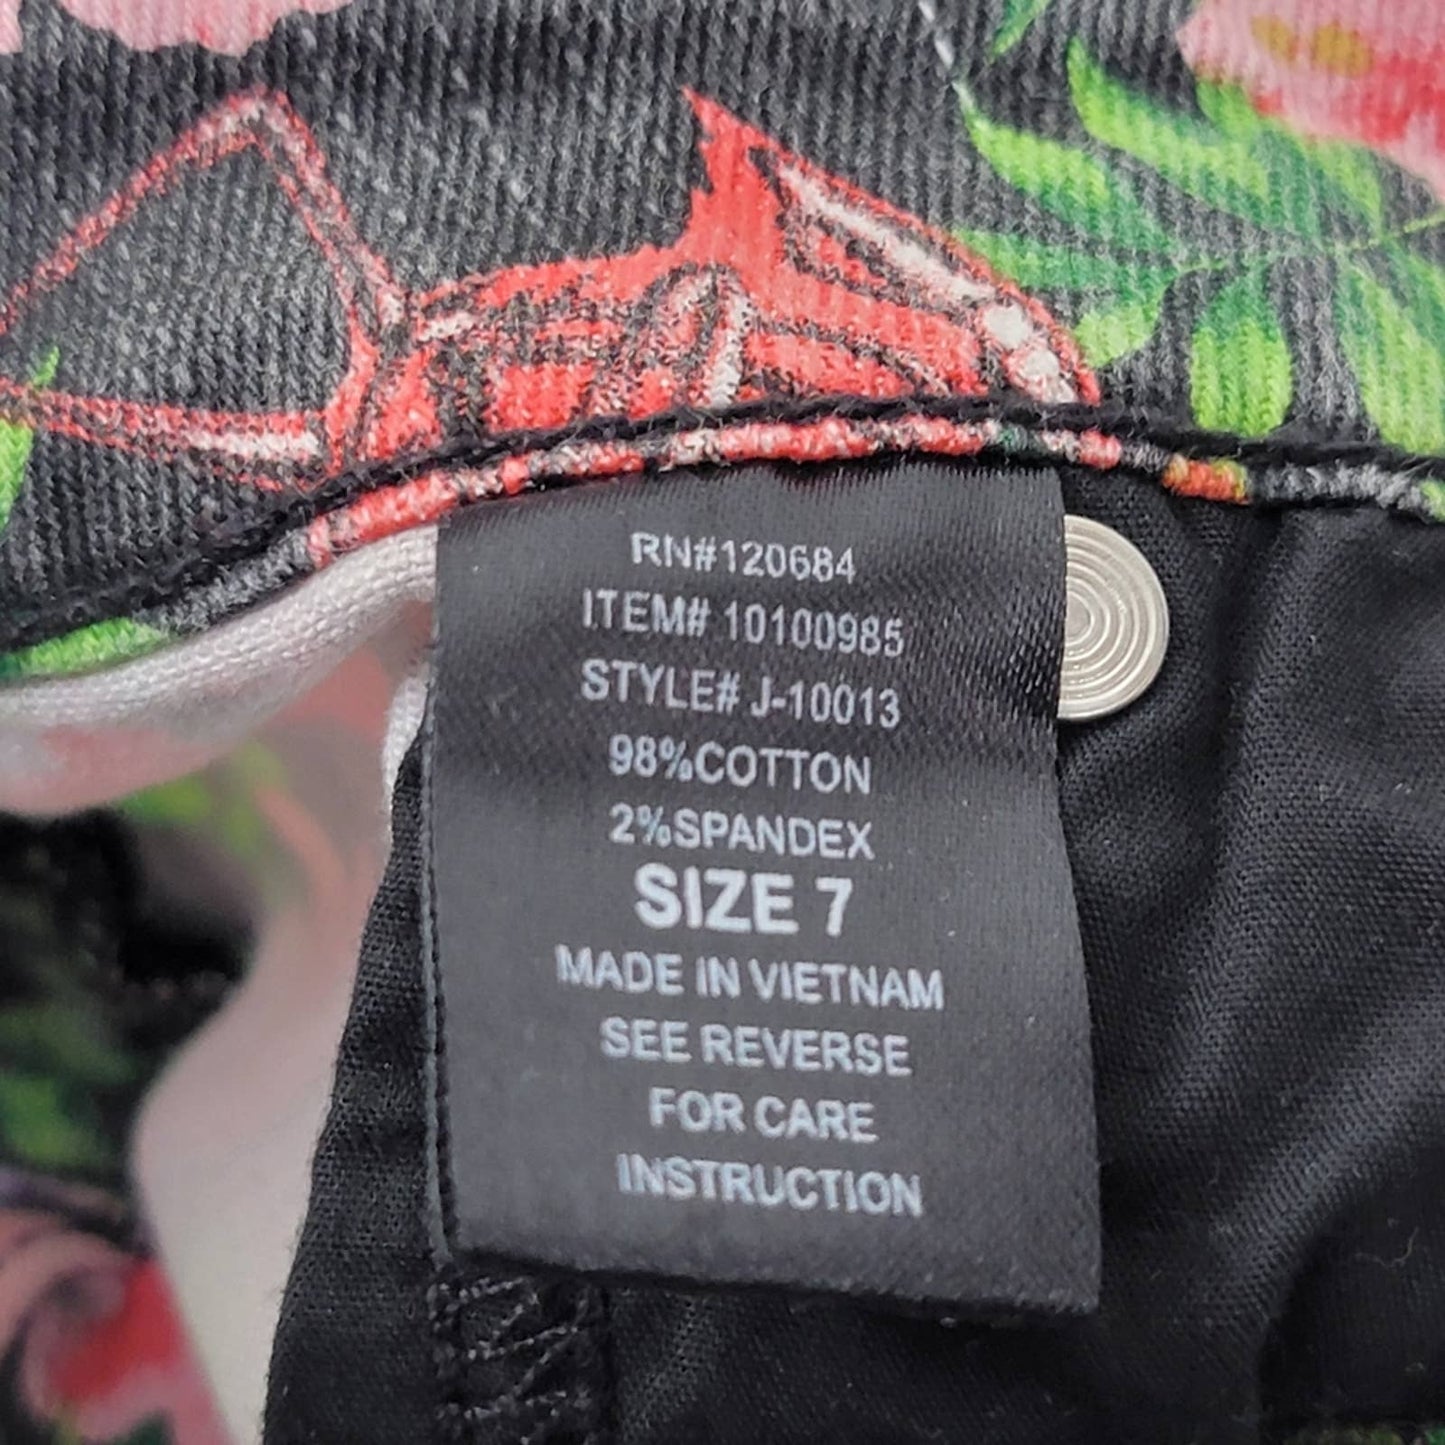 RN#120684
ITEM# 10100985
STYLE# J-10013
98%COTTON
2%SPANDEX
SIZE 7
MADE IN VIETNAM
SEE REVERSE
FOR CARE
INSTRUCTION